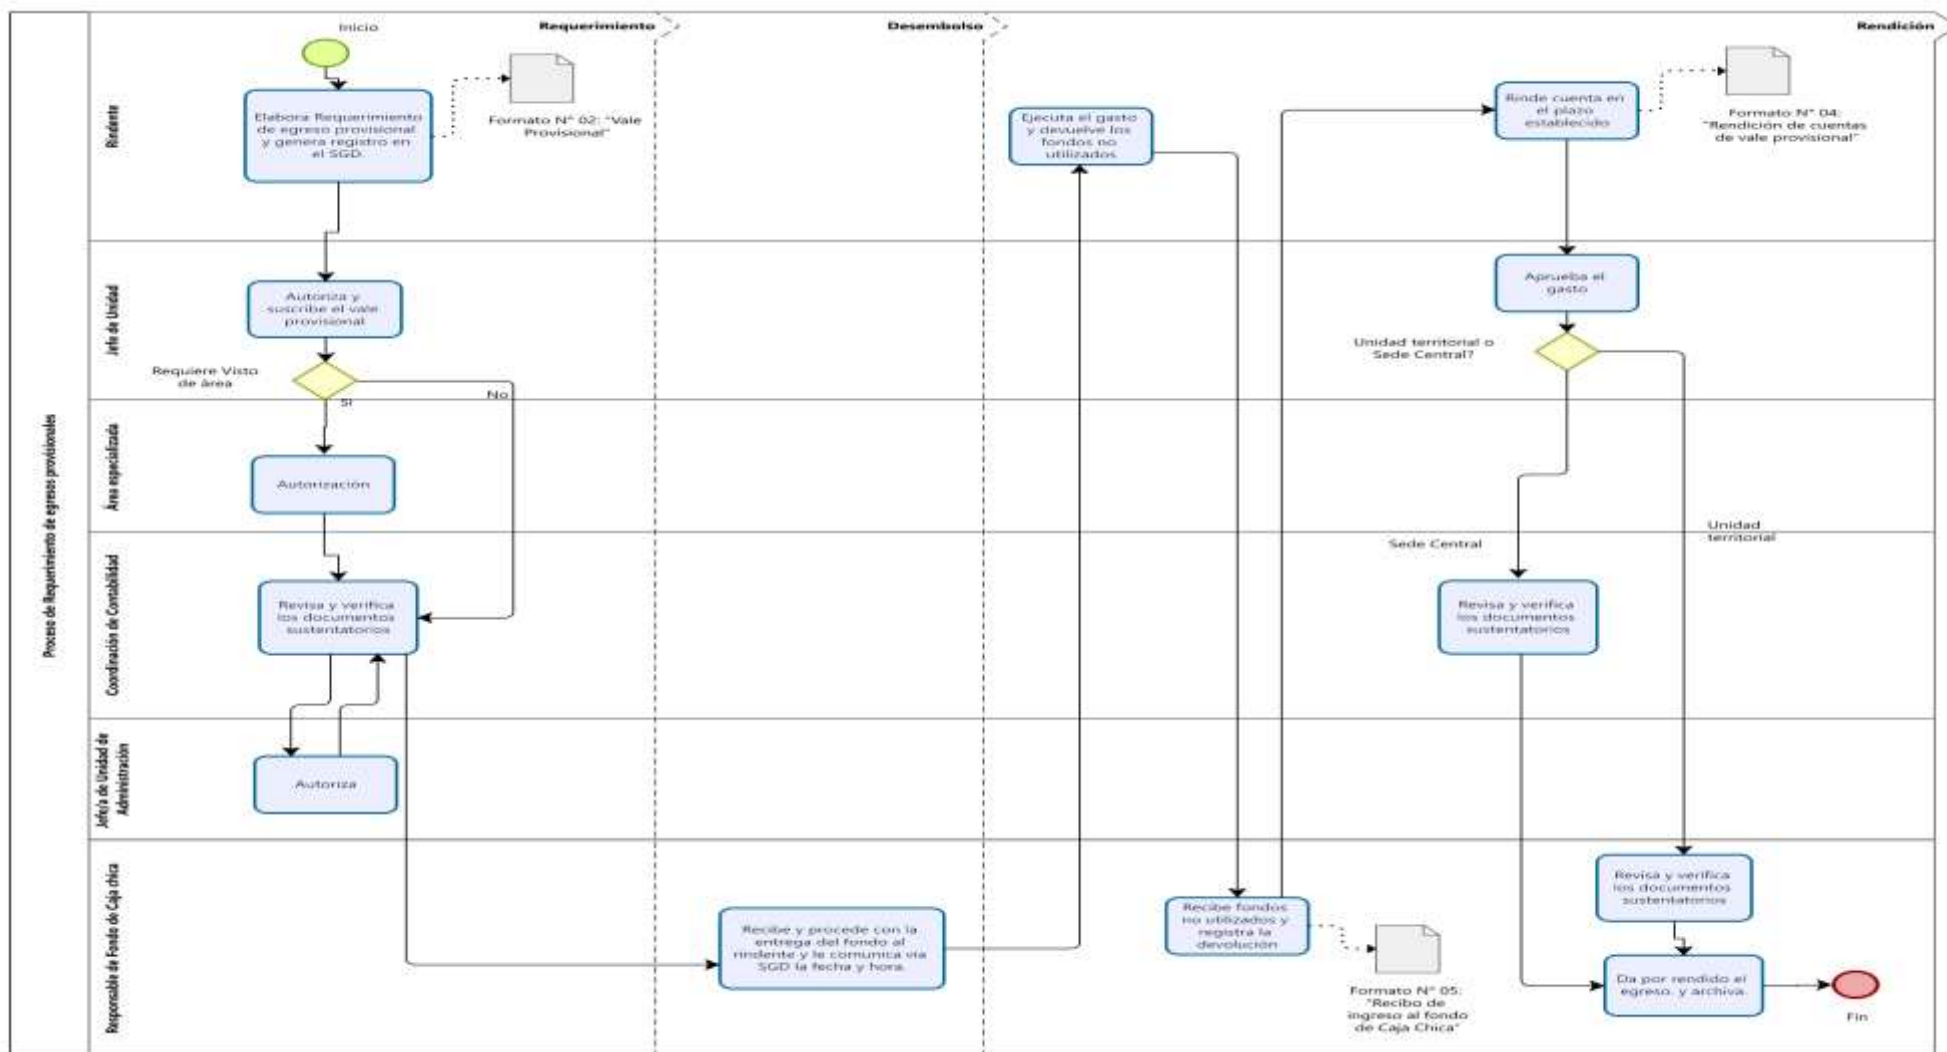 Proceso de Requerimiento de egresos provisionales
Requerimiento
Desembolso
Rendición
Rindente
Inicio
Elabora Requerimiento
de egreso provisional
y genera registro en
el SGD.
Formato N° 02: "Vale
Provisional"
Ejecuta el gasto
y devuelve los
fondos no
utilizados
Rinde cuenta en
el plazo
establecido
Formato N° 04:
"Rendición de cuentas
de vale provisional"
Jefe de Unidad
Autoriza y
suscribe el vale
provisional
Requiere Visto
de área
Si
No
Aprueba el
gasto
Unidad territorial o
Sede Central?
Área especializada
Autorización
Sede Central
Unidad
territorial
Coordinación de Contabilidad
Revisa y verifica
los documentos
sustentatorios
Revisa y verifica
los documentos
sustentatorios
Jefe/a de Unidad de
Administración
Autoriza
Responsable de Fondo de Caja chica
Recibe y procede con la
entrega del fondo al
rindente y le comunica vía
SGD la fecha y hora.
Recibe fondos
no utilizados y
registra la
devolución
Formato N° 05:
"Recibo de
ingreso al fondo
de Caja Chica"
Revisa y verifica
los documentos
sustentatorios
Da por rendido el
egreso. y archiva.
Fin